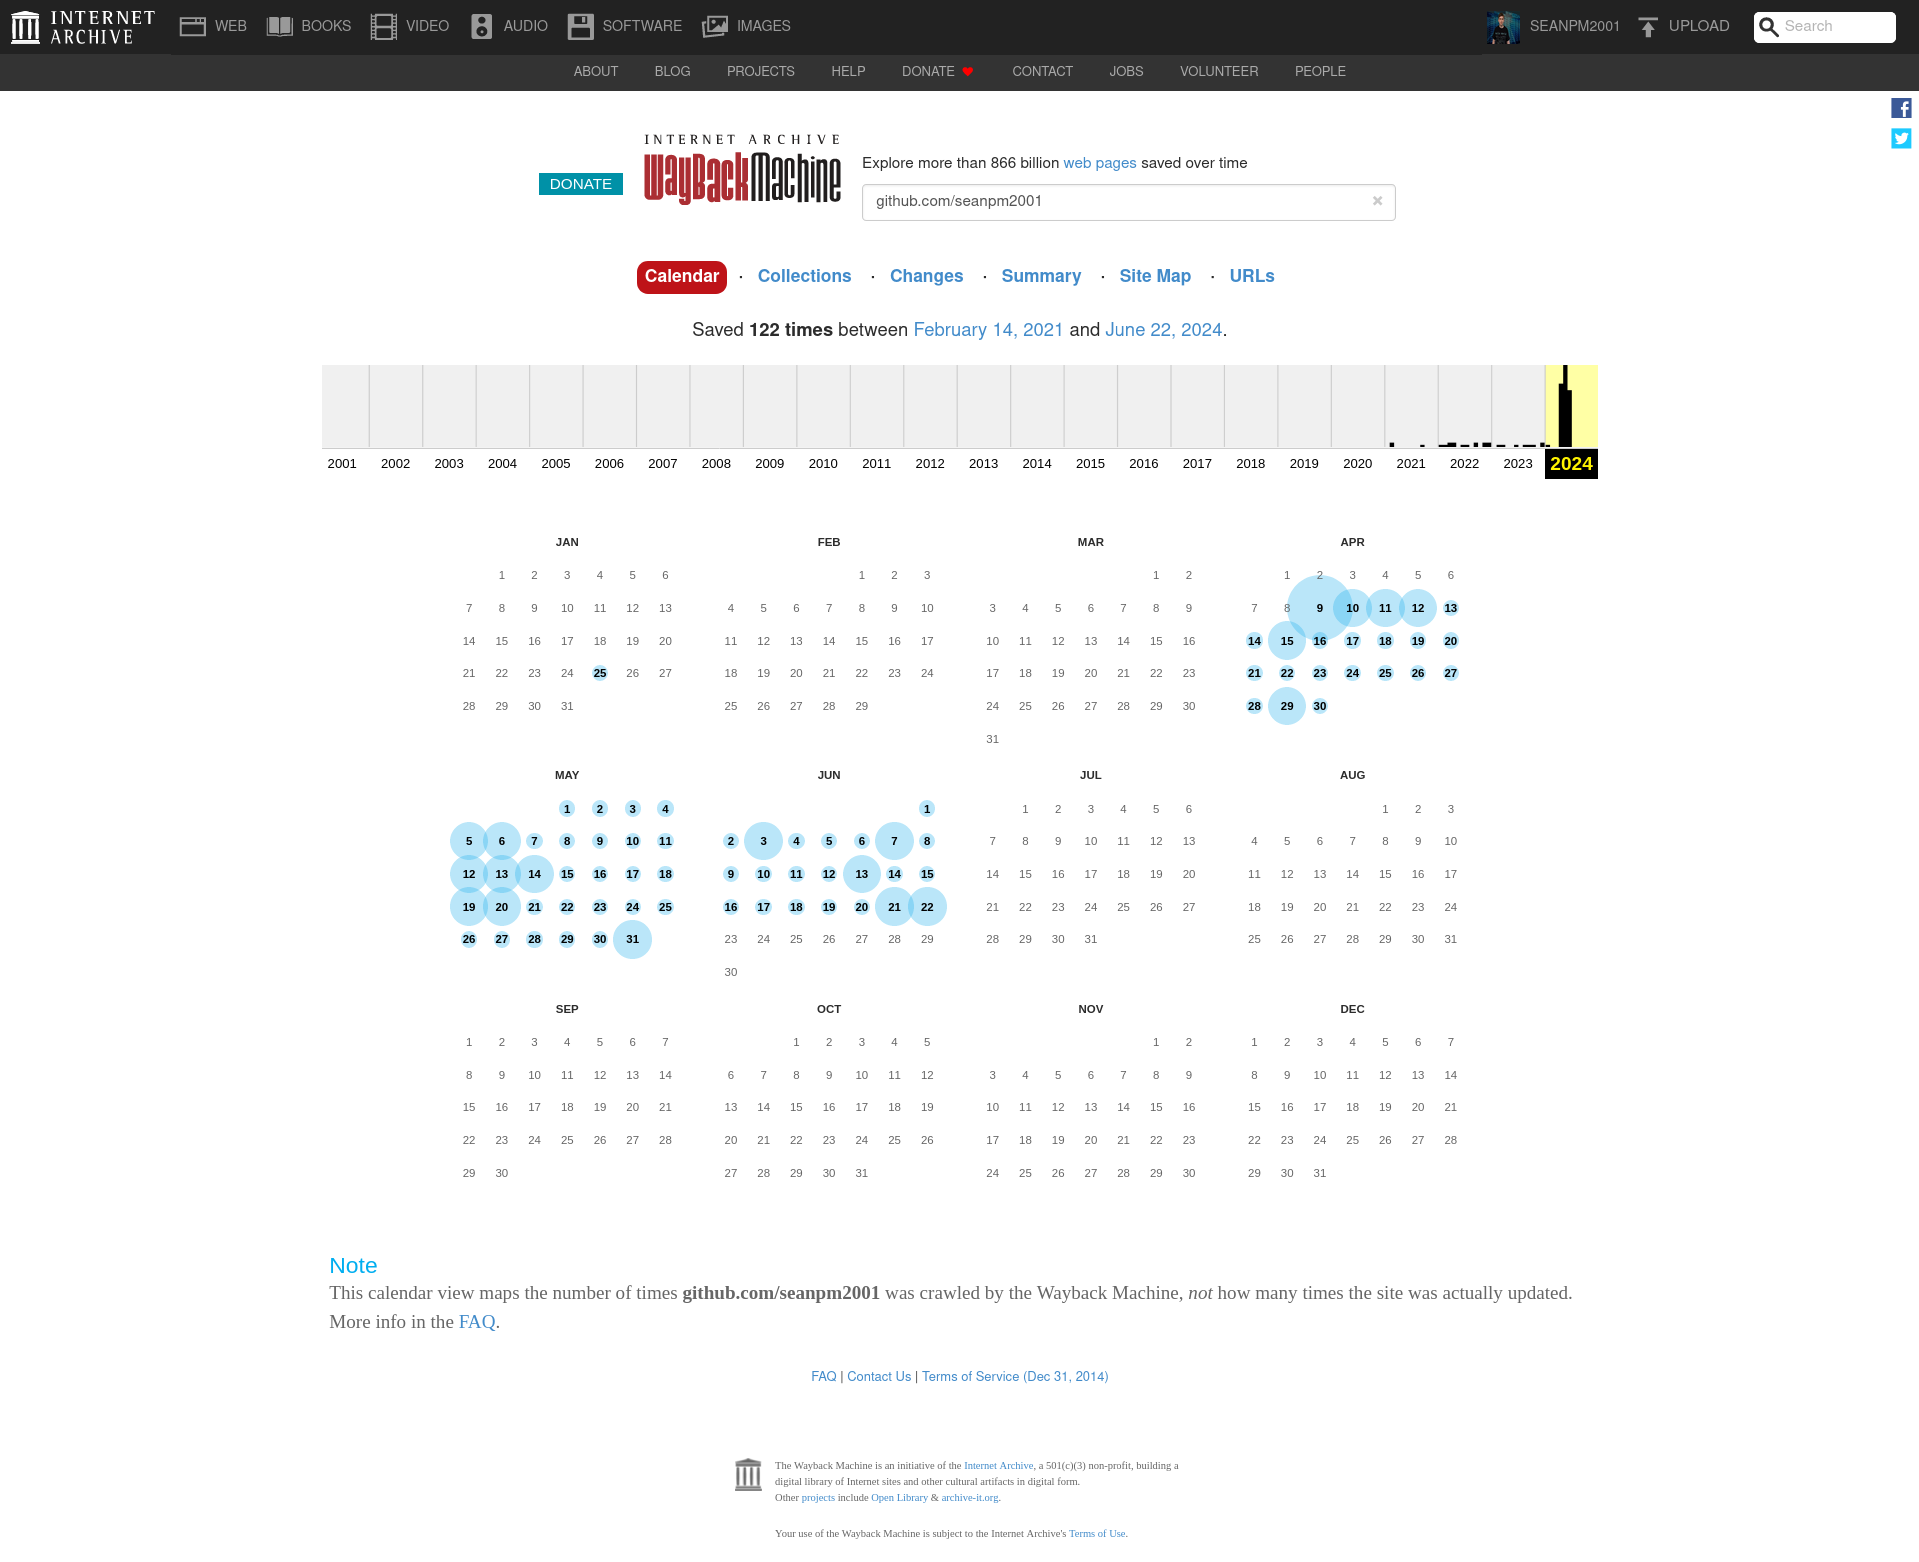 INTERNET ARCHIVE WEB BOOKS VIDEO AUDIO SOFTWARE IMAGES SEANPM2001 UPLOAD Search
ABOUT BLOG PROJECTS HELP DONATE CONTACT JOBS VOLUNTEER PEOPLE
INTERNET ARCHIVE
WayBackMachine
DONATE
Explore more than 866 billion web pages saved over time
github.com/seanpm2001 ×
Calendar · Collections · Changes · Summary · Site Map · URLs
Saved 122 times between February 14, 2021 and June 22, 2024.
2001 2002 2003 2004 2005 2006 2007 2008 2009 2010 2011 2012 2013 2014 2015 2016 2017 2018 2019 2020 2021 2022 2023 2024
JAN FEB MAR APR
1 2 3 4 5 6 1 2 3 1 2 1 2 3 4 5 6
7 8 9 10 11 12 13 4 5 6 7 8 9 10 3 4 5 6 7 8 9 7 8 9 10 11 12 13
14 15 16 17 18 19 20 11 12 13 14 15 16 17 10 11 12 13 14 15 16 14 15 16 17 18 19 20
21 22 23 24 25 26 27 18 19 20 21 22 23 24 17 18 19 20 21 22 23 21 22 23 24 25 26 27
28 29 30 31 25 26 27 28 29 24 25 26 27 28 29 30 28 29 30
31
MAY JUN JUL AUG
1 2 3 4 1 1 2 3 4 5 6 1 2 3
5 6 7 8 9 10 11 2 3 4 5 6 7 8 7 8 9 10 11 12 13 4 5 6 7 8 9 10
12 13 14 15 16 17 18 9 10 11 12 13 14 15 14 15 16 17 18 19 20 11 12 13 14 15 16 17
19 20 21 22 23 24 25 16 17 18 19 20 21 22 21 22 23 24 25 26 27 18 19 20 21 22 23 24
26 27 28 29 30 31 23 24 25 26 27 28 29 28 29 30 31 25 26 27 28 29 30 31
30
SEP OCT NOV DEC
1 2 3 4 5 6 7 1 2 3 4 5 1 2 1 2 3 4 5 6 7
8 9 10 11 12 13 14 6 7 8 9 10 11 12 3 4 5 6 7 8 9 8 9 10 11 12 13 14
15 16 17 18 19 20 21 13 14 15 16 17 18 19 10 11 12 13 14 15 16 15 16 17 18 19 20 21
22 23 24 25 26 27 28 20 21 22 23 24 25 26 17 18 19 20 21 22 23 22 23 24 25 26 27 28
29 30 27 28 29 30 31 24 25 26 27 28 29 30 29 30 31
Note
This calendar view maps the number of times github.com/seanpm2001 was crawled by the Wayback Machine, not how many times the site was actually updated.
More info in the FAQ.
FAQ | Contact Us | Terms of Service (Dec 31, 2014)
The Wayback Machine is an initiative of the Internet Archive, a 501(c)(3) non-profit, building a
digital library of Internet sites and other cultural artifacts in digital form.
Other projects include Open Library & archive-it.org.
Your use of the Wayback Machine is subject to the Internet Archive's Terms of Use.